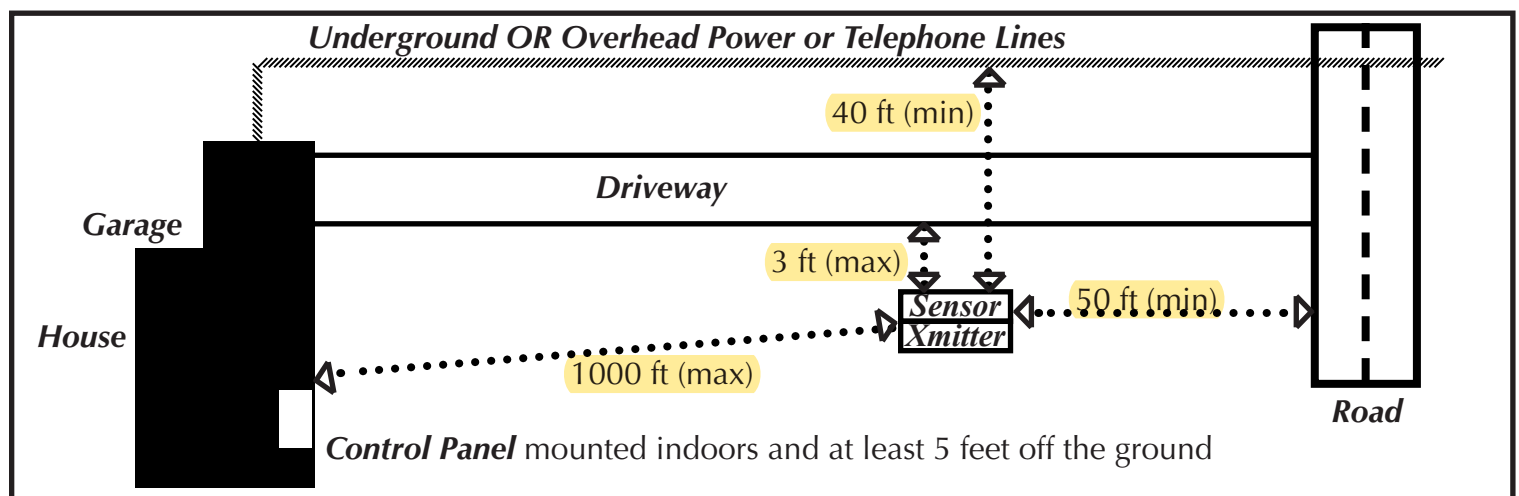 Underground OR Overhead Power or Telephone Lines
40 ft (min)
Driveway
Garage
3 ft (max)
Sensor
50 ft (min)
House
Xmitter
1000 ft (max)
Road
Control Panel mounted indoors and at least 5 feet off the ground